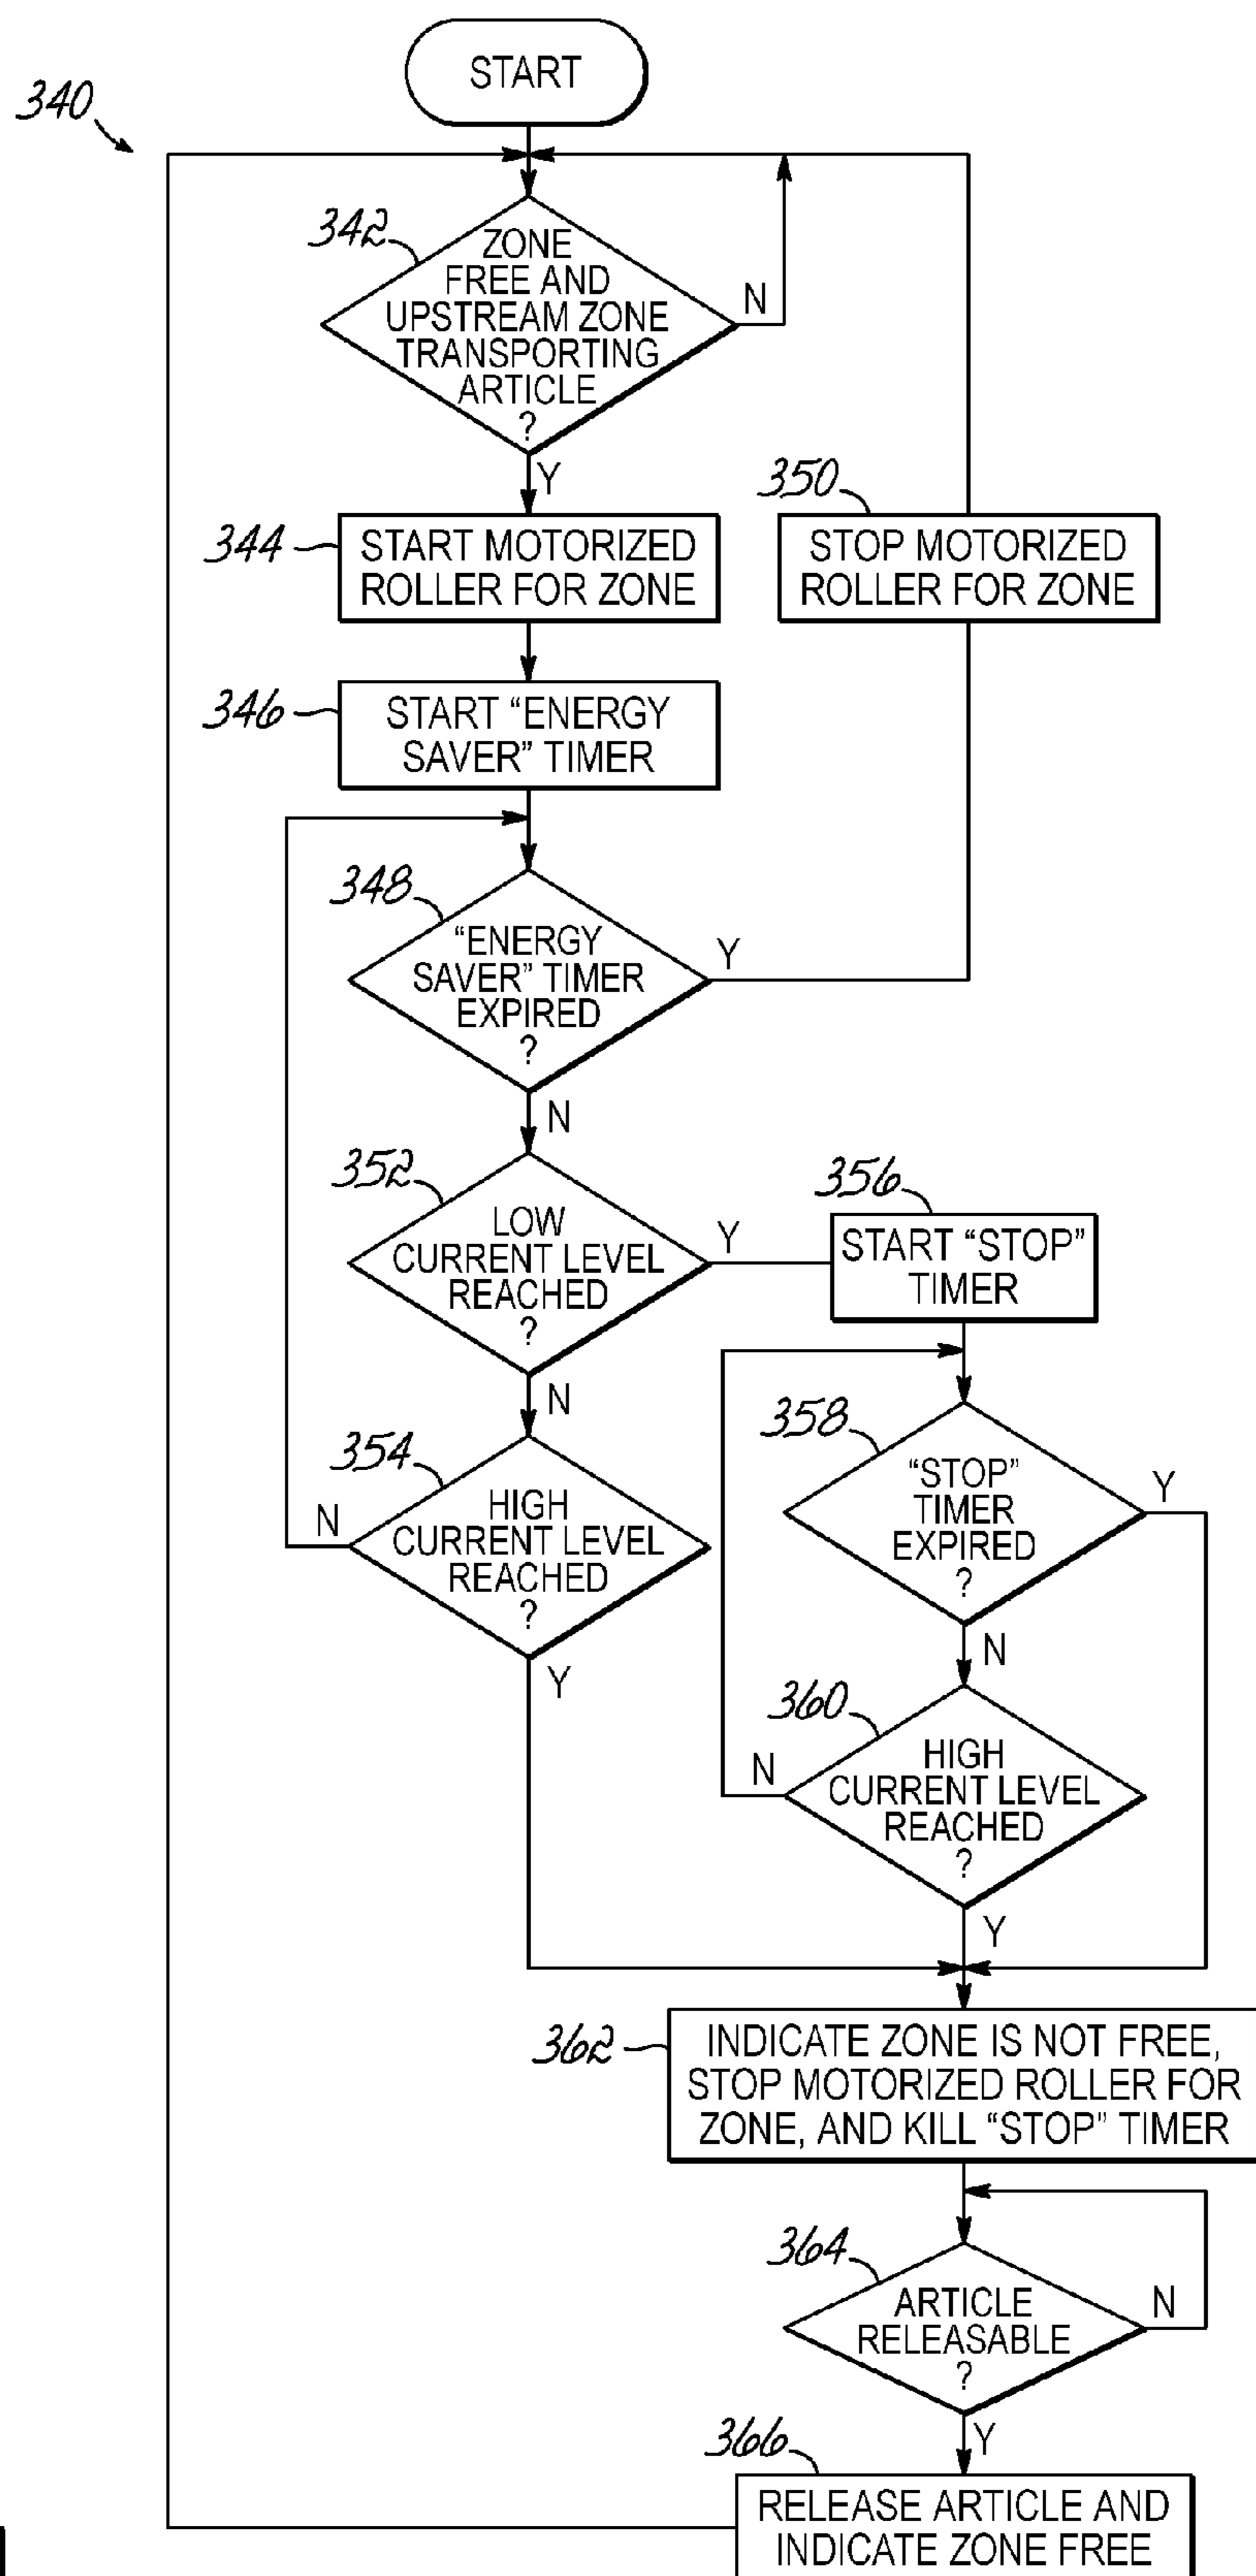 START
340
342
ZONE
FREE AND
UPSTREAM ZONE
TRANSPORTING
ARTICLE
?
N
Y
344
START MOTORIZED
ROLLER FOR ZONE
350
STOP MOTORIZED
ROLLER FOR ZONE
346
START “ENERGY
SAVER” TIMER
348
“ENERGY
SAVER” TIMER
EXPIRED
?
Y
N
352
LOW
CURRENT LEVEL
REACHED
?
Y
N
356
START “STOP”
TIMER
354
HIGH
CURRENT LEVEL
REACHED
?
N
Y
358
“STOP”
TIMER
EXPIRED
?
Y
N
360
HIGH
CURRENT LEVEL
REACHED
?
N
Y
362
INDICATE ZONE IS NOT FREE,
STOP MOTORIZED ROLLER FOR
ZONE, AND KILL “STOP” TIMER
364
ARTICLE
RELEASABLE
?
N
Y
366
RELEASE ARTICLE AND
INDICATE ZONE FREE